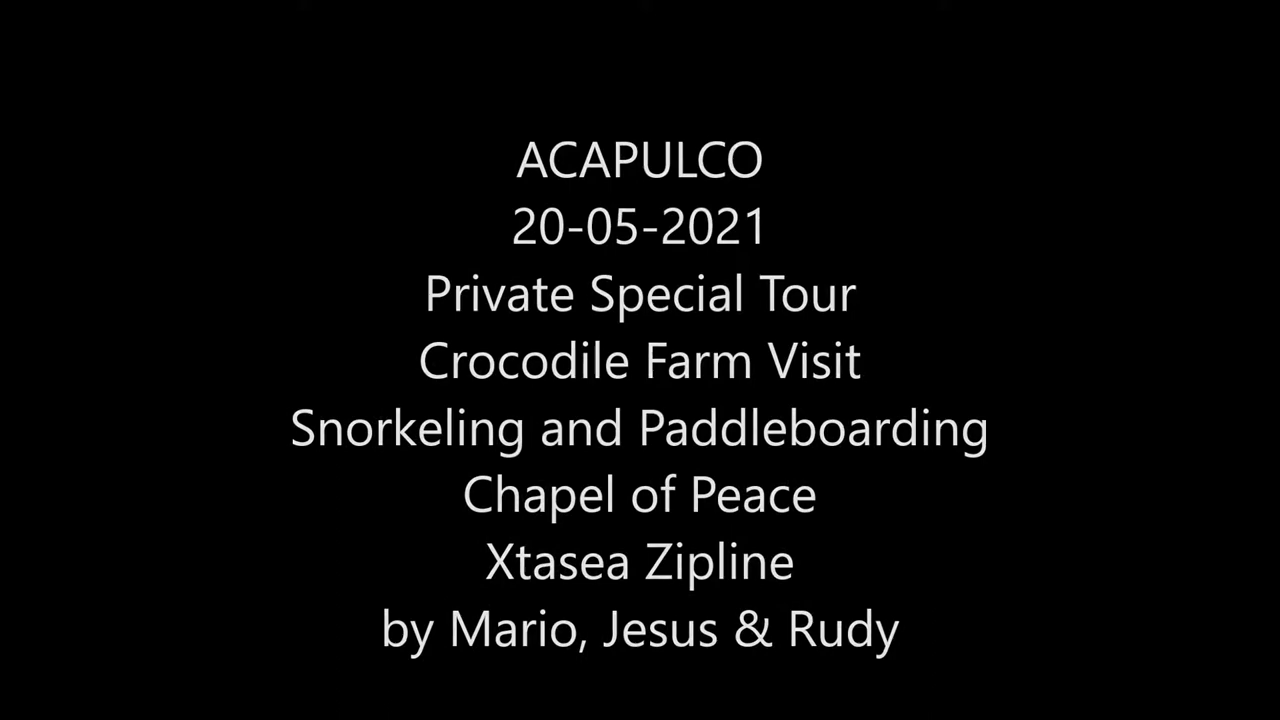 ACAPULCO
20-05-2021
Private Special Tour
Crocodile Farm Visit
Snorkeling and Paddleboarding
Chapel of Peace
Xtasea Zipline
by Mario, Jesus & Rudy